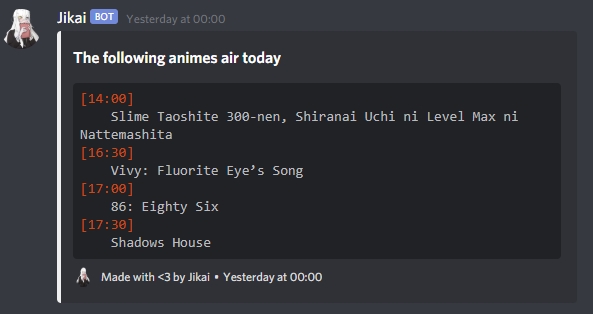 Jikai BOT Yesterday at 00:00
The following animes air today
[14:00]
Slime Taoshite 300-nen, Shiranai Uchi ni Level Max ni
Nattemashita
[16:30]
Vivy: Fluorite Eye’s Song
[17:00]
86: Eighty Six
[17:30]
Shadows House
Made with <3 by Jikai • Yesterday at 00:00